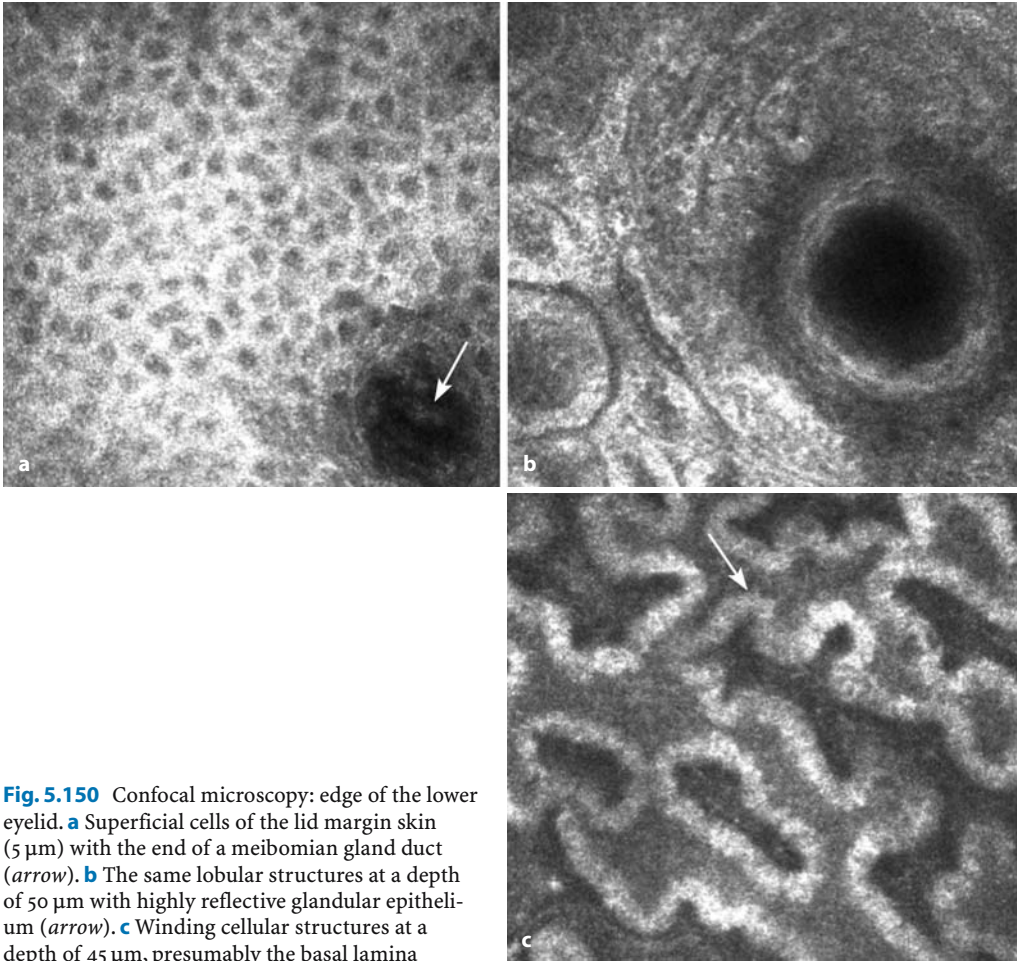 a
b
c
Fig. 5.150 Confocal microscopy: edge of the lower
eyelid. a Superficial cells of the lid margin skin
(5 µm) with the end of a meibomian gland duct
(arrow). b The same lobular structures at a depth
of 50 µm with highly reflective glandular epitheli-
um (arrow). c Winding cellular structures at a
depth of 45 µm, presumably the basal lamina